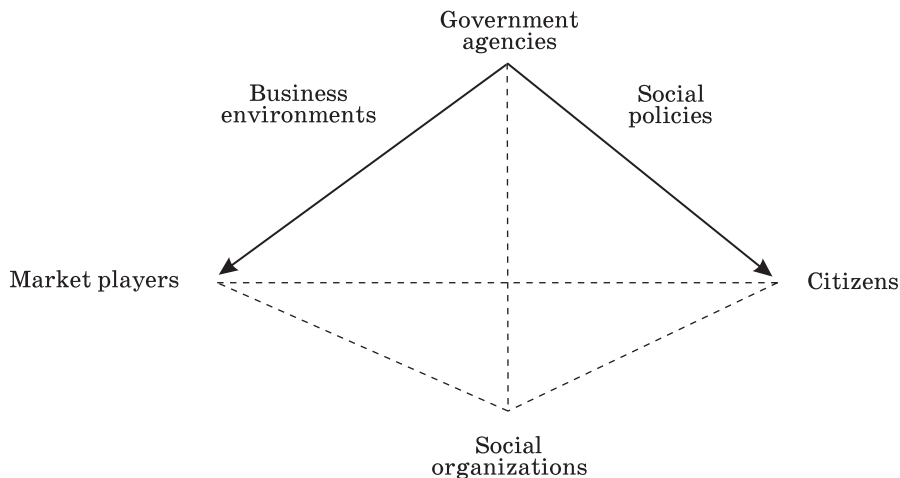 Government
agencies
Business
environments
Social
policies
Market players
Citizens
Social
organizations